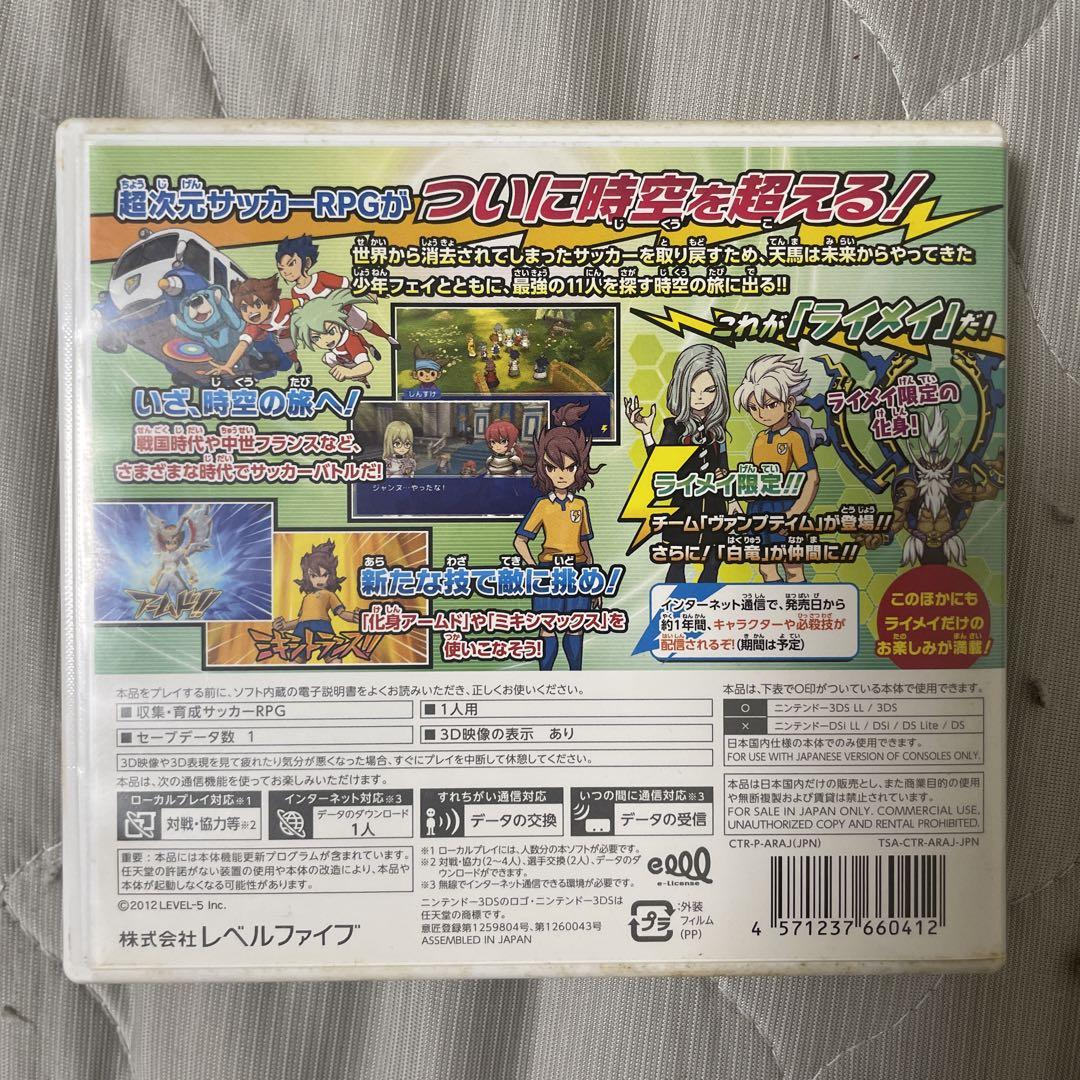 超次元サッカーRPGが ついに時空を超える!
世界から消去されてしまったサッカーを取り戻すため、天馬は未来からやってきた
少年フェイとともに、最強の11人を探す時空の旅に出る!!
これが「ライメイ」だ!
しんすけ
いざ、時空の旅へ!
戦国時代や中世フランスなど、
さまざまな時代でサッカーバトルだ!
ジャンヌ…やったな!
ライメイ限定の
化身!
ライメイ限定!!
チーム「ヴァンプティム」が登場!!
さらに!「白竜」が仲間に!!
アームド!!
ミキシトランス!!
新たな技で敵に挑め!
「化身アームド」や「ミキシマックス」を
使いこなそう!
インターネット通信で、発売日から
約1年間、キャラクターや必殺技が
配信されるぞ!(期間は予定)
このほかにも
ライメイだけの
お楽しみが満載!
本品をプレイする前に、ソフト内蔵の電子説明書をよくお読みいただき、正しくお使いください。
■収集・育成サッカーRPG
■1人用
■セーブデータ数 1
■3D映像の表示 あり
3D映像や3D表現を見て疲れたり気分が悪くなった場合、すぐにプレイを中断して休憩してください。
本品は、次の通信機能を使ってお楽しみいただけます。
ローカルプレイ対応※1
対戦・協力等※2
インターネット対応※3
データのダウンロード
1人
すれちがい通信対応
データの交換
いつの間に通信対応※3
データの受信
重要:本品には本体機能更新プログラムが含まれています。
任天堂の許諾がない装置の使用や本体の改造により、本品や
本体が起動しなくなる可能性があります。
©2012 LEVEL-5 Inc.
株式会社レベルファイブ
※1 ローカルプレイには、人数分の本ソフトが必要です。
※2 対戦・協力(2～4人)、選手交換(2人)、データのダ
ウンロードができます。
※3 無線でインターネット通信できる環境が必要です。
ニンテンドー3DSのロゴ・ニンテンドー3DSは
任天堂の商標です。
意匠登録第1259804号、第1260043号
ASSEMBLED IN JAPAN
e-License
プラ
:外装
フィルム
(PP)
本品は、下表で○印がついている本体で使用できます。
○ ニンテンドー3DS LL / 3DS
× ニンテンドーDSi LL / DSi / DS Lite / DS
日本国内仕様の本体でのみ使用できます。
FOR USE WITH JAPANESE VERSION OF CONSOLES ONLY.
本品は日本国内だけの販売とし、また商業目的の使用
や無断複製および賃貸は禁止します。
FOR SALE IN JAPAN ONLY. COMMERCIAL USE,
UNAUTHORIZED COPY AND RENTAL PROHIBITED.
CTR-P-ARAJ(JPN)
TSA-CTR-ARAJ-JPN
4 571237 660412